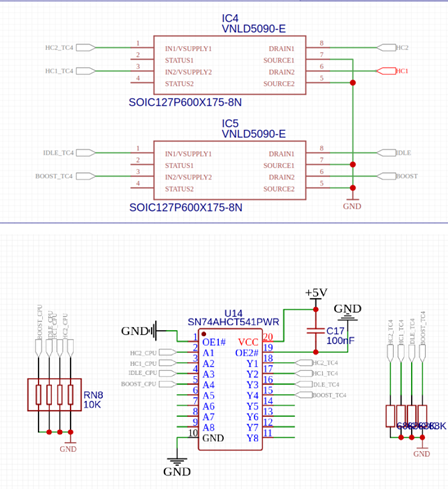 IC4
VNLD5090-E
HC2_TC4 1 IN1/VSUPPLY1 DRAIN1 8 HC2
2 STATUS1 SOURCE1 7
HC1_TC4 3 IN2/VSUPPLY2 DRAIN2 6 HC1
4 STATUS2 SOURCE2 5
SOIC127P600X175-8N
IC5
VNLD5090-E
IDLE_TC4 1 IN1/VSUPPLY1 DRAIN1 8 IDLE
2 STATUS1 SOURCE1 7
BOOST_TC4 3 IN2/VSUPPLY2 DRAIN2 6 BOOST
4 STATUS2 SOURCE2 5
SOIC127P600X175-8N
GND
+5V
GND
C17
100nF
U14
SN74AHCT541PWR
GND
1 OE1# VCC 20
HC2_CPU 2 A1 OE2# 19
HC1_CPU 3 A2 Y1 18 HC2_TC4
IDLE_CPU 4 A3 Y2 17 HC1_TC4
BOOST_CPU 5 A4 Y3 16 IDLE_TC4
6 A5 Y4 15 BOOST_TC4
7 A6 Y5 14
8 A7 Y6 13
9 A8 Y7 12
10 GND Y8 11
GND
BOOST_CPU
IDLE_CPU
HC1_CPU
HC2_CPU
RN8
10K
GND
HC2_TC4
HC1_TC4
IDLE_TC4
BOOST_TC4
GND